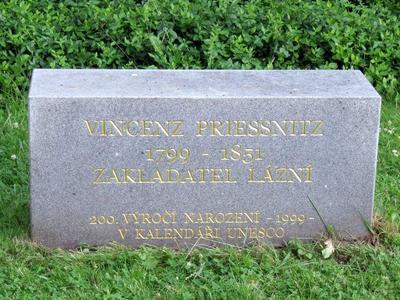 VINCENZ PRIESSNITZ
1799 - 1851
ZAKLADATEL LÁZNÍ
200. VÝROČÍ NAROZENÍ - 1999 -
V KALENDÁŘI UNESCO